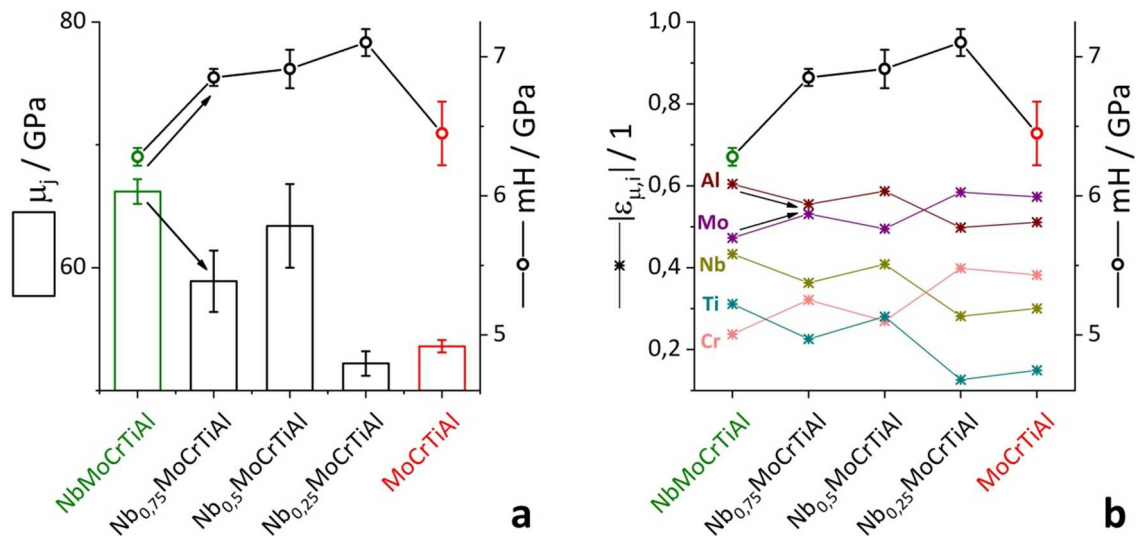 80
60
μj / GPa
7
6
5
mH / GPa
NbMoCrTiAl
Nb0,75MoCrTiAl
Nb0,5MoCrTiAl
Nb0,25MoCrTiAl
MoCrTiAl
a
1,0
0,8
0,6
0,4
0,2
|εμ,i| / 1
Al
Mo
Nb
Ti
Cr
7
6
5
mH / GPa
NbMoCrTiAl
Nb0,75MoCrTiAl
Nb0,5MoCrTiAl
Nb0,25MoCrTiAl
MoCrTiAl
b